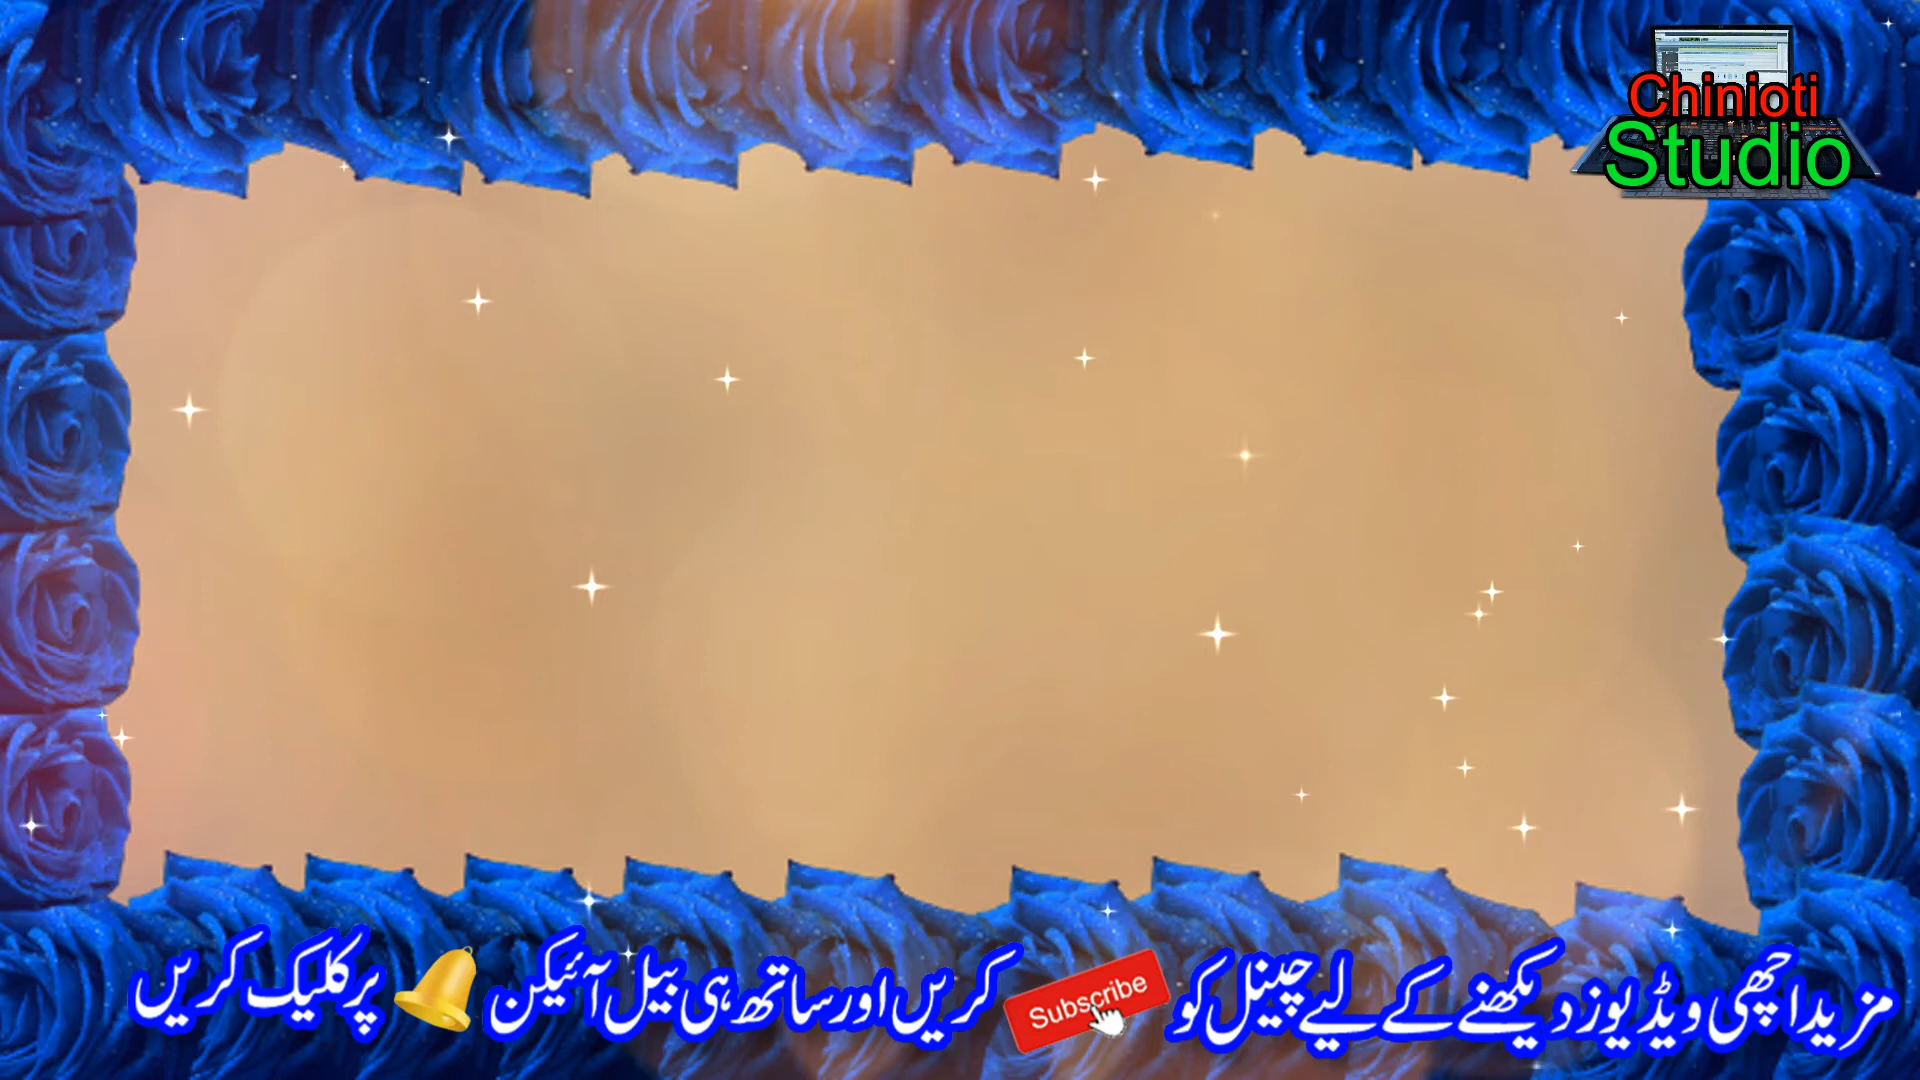 Chinioti
Studio
مزید اچھی ویڈیوز دیکھنے کے لیے چینل کو Subscribe کریں اور ساتھ ہی بیل آئیکن پر کلیک کریں